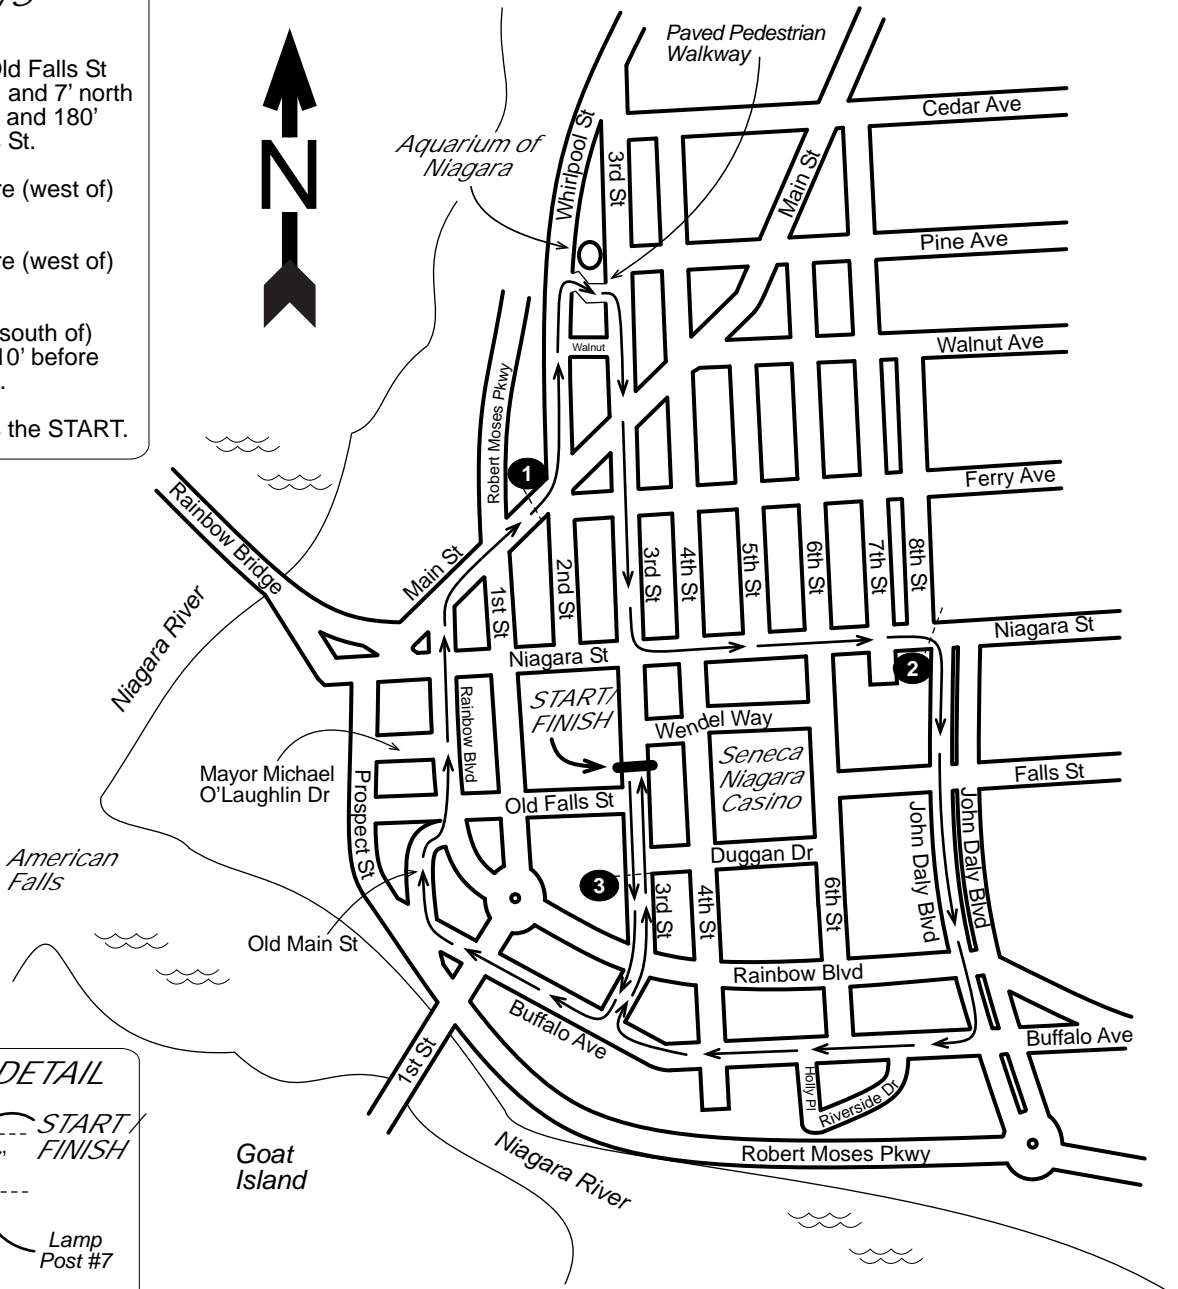 Old Falls St
and 7’ north
and 180’
St.
re (west of)
re (west of)
south of)
10’ before
.
the START.
N
Paved Pedestrian
Walkway
Cedar Ave
Aquarium of
Niagara
Whirlpool St
3rd St
Main St
Pine Ave
Walnut
Walnut Ave
Robert Moses Pkwy
1
Ferry Ave
Rainbow Bridge
Main St
1st St
2nd St
3rd St
4th St
5th St
6th St
7th St
8th St
Niagara River
Niagara St
Niagara St
2
START/
FINISH
Wendel Way
Rainbow Blvd
Seneca
Niagara
Casino
Mayor Michael
O’Laughlin Dr
Prospect St
Old Falls St
Falls St
John Daly Blvd
John Daly Blvd
American
Falls
Duggan Dr
3
3rd St
4th St
6th St
Old Main St
Rainbow Blvd
Buffalo Ave
Buffalo Ave
1st St
Holly Pl
Riverside Dr
DETAIL
START/
FINISH
”
Goat
Island
Niagara River
Robert Moses Pkwy
Lamp
Post #7